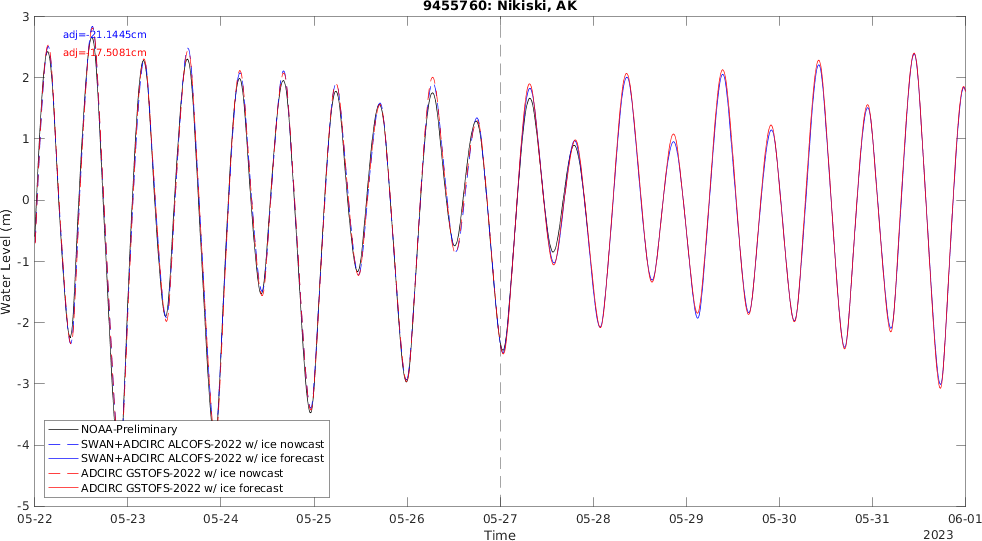 9455760: Nikiski, AK
adj=-21.1445cm
adj=-17.5081cm
3
2
1
0
-1
-2
-3
-4
-5
Water Level (m)
NOAA-Preliminary
SWAN+ADCIRC ALCOFS-2022 w/ ice nowcast
SWAN+ADCIRC ALCOFS-2022 w/ ice forecast
ADCIRC GSTOFS-2022 w/ ice nowcast
ADCIRC GSTOFS-2022 w/ ice forecast
05-22 05-23 05-24 05-25 05-26 05-27 05-28 05-29 05-30 05-31 06-01
Time
2023